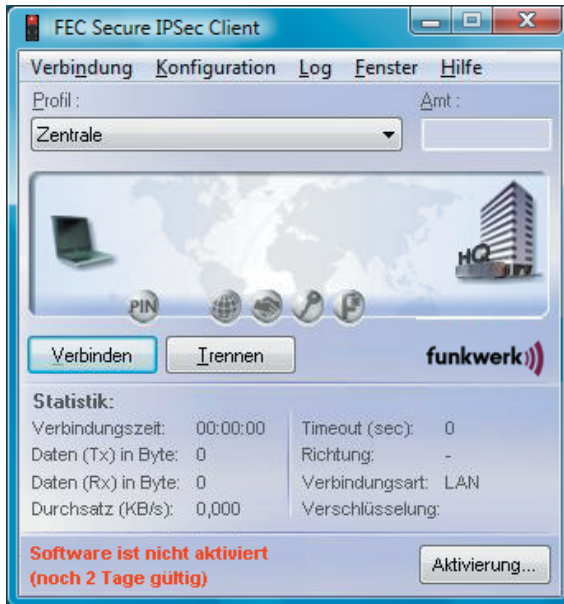 FEC Secure IPSec Client
Verbindung Konfiguration Log Fenster Hilfe
Profil : Amt :
Zentrale
HQ
PIN
Verbinden Trennen funkwerk
Statistik:
Verbindungszeit: 00:00:00 Timeout (sec): 0
Daten (Tx) in Byte: 0 Richtung: -
Daten (Rx) in Byte: 0 Verbindungsart: LAN
Durchsatz (KB/s): 0,000 Verschlüsselung:
Software ist nicht aktiviert
(noch 2 Tage gültig) Aktivierung...